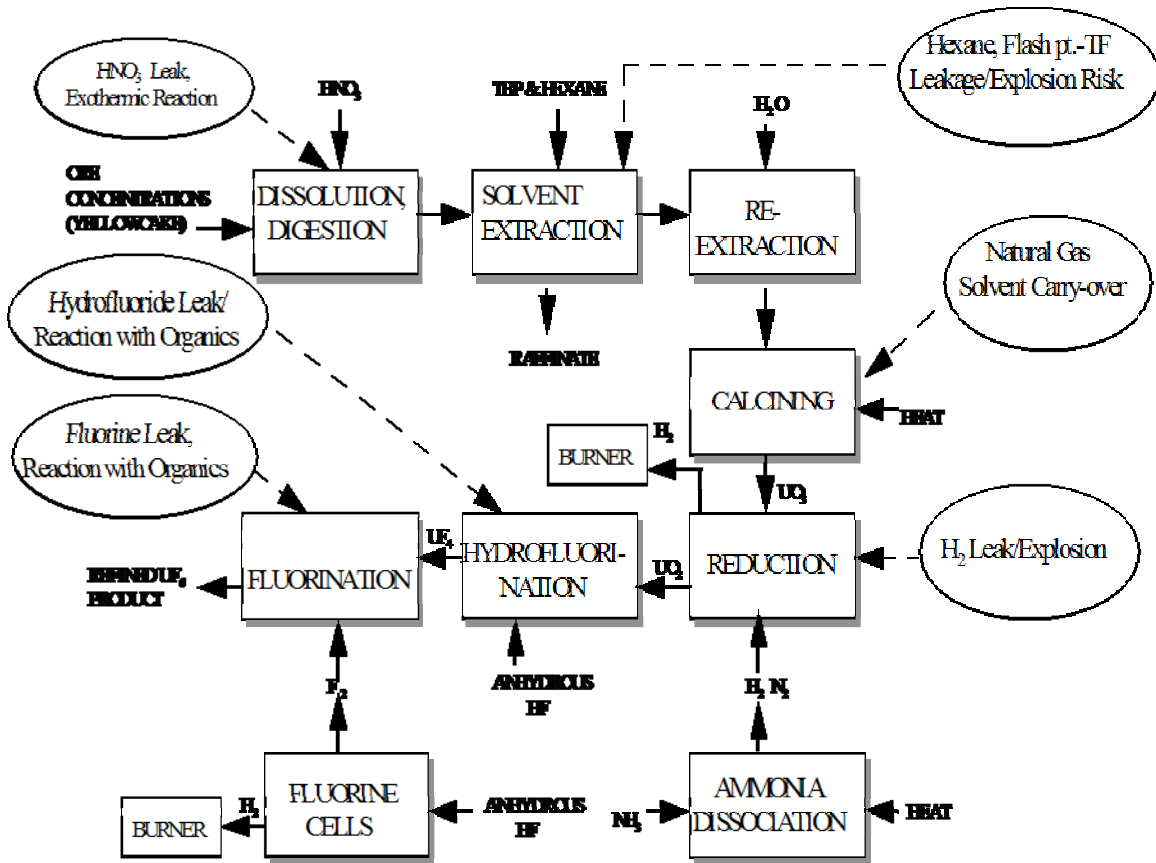 HNO₃ Leak,
Exothermic Reaction
HNO₃
TBP & HEXANE
H₂O
Hexane, Flash pt.-TF
Leakage/Explosion Risk
ORE
CONCENTRATIONS
(YELLOWCAKE)
DISSOLUTION,
DIGESTION
SOLVENT
EXTRACTION
RE-
EXTRACTION
Natural Gas
Solvent Carry-over
Hydrofluoride Leak/
Reaction with Organics
RAFFINATE
CALCINING
HEAT
Fluorine Leak,
Reaction with Organics
BURNER
H₂
UO₃
H₂ Leak/Explosion
REFINED UF₆
PRODUCT
FLUORINATION
UF₄
HYDROFLUORI-
NATION
UO₂
REDUCTION
F₂
ANHYDROUS
HF
H₂ N₂
BURNER
H₂
FLUORINE
CELLS
ANHYDROUS
HF
NH₃
AMMONIA
DISSOCIATION
HEAT